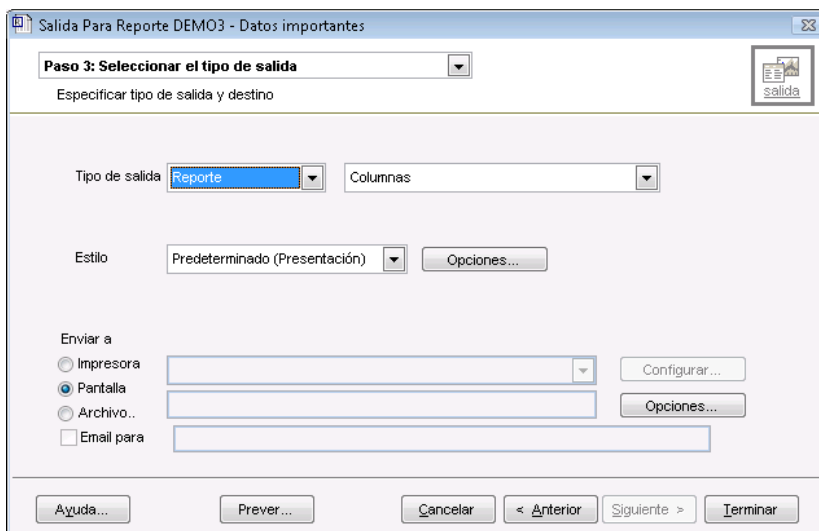 Salida Para Reporte DEMO3 - Datos importantes
Paso 3: Seleccionar el tipo de salida
Especificar tipo de salida y destino
salida
Tipo de salida Reporte Columnas
Estilo Predeterminado (Presentación) Opciones...
Enviar a
Impresora Configurar...
Pantalla
Archivo.. Opciones...
Email para
Ayuda... Prever... Cancelar < Anterior Siguiente > Terminar